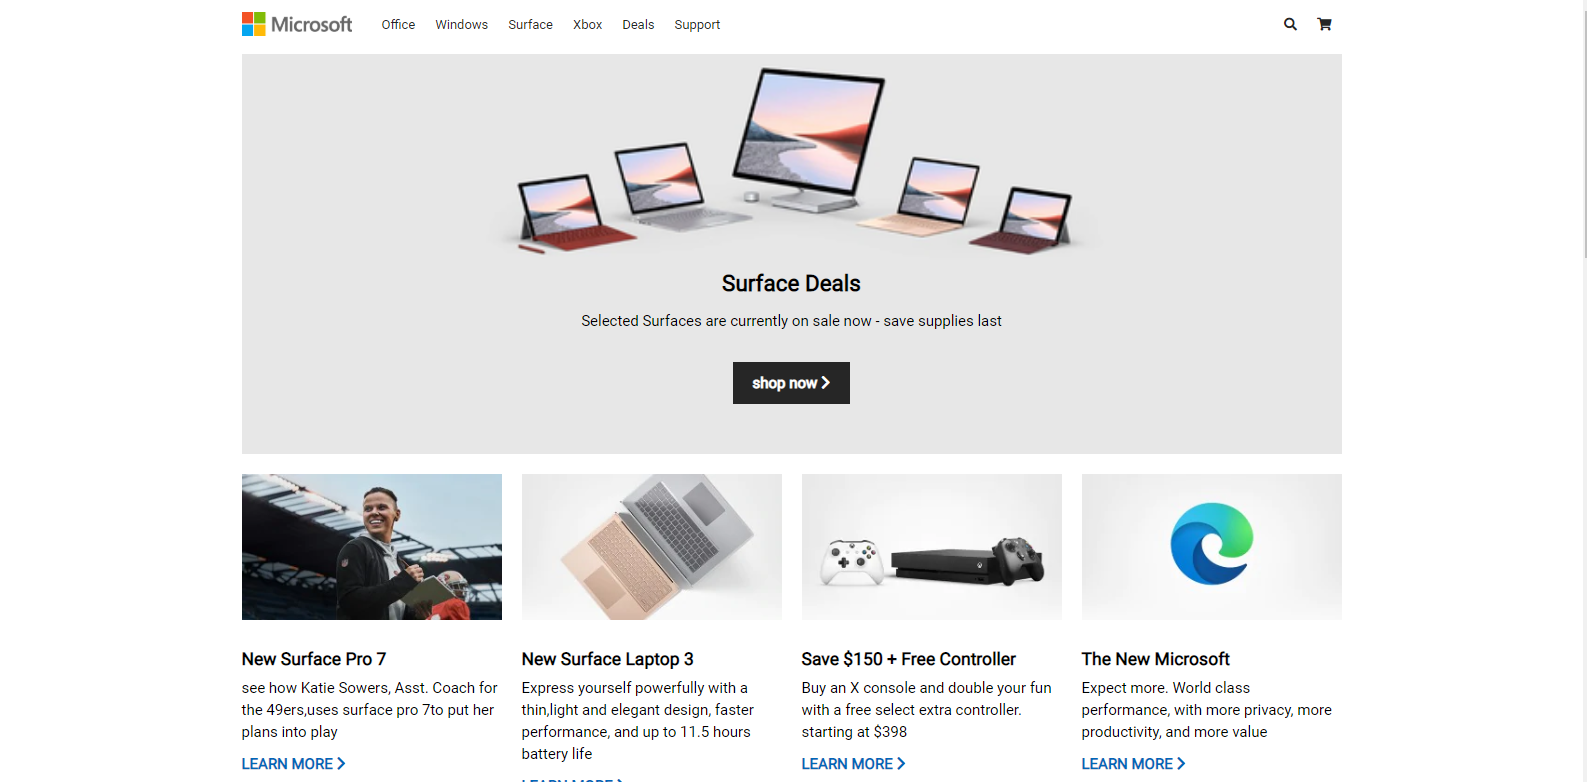 Microsoft Office Windows Surface Xbox Deals Support
Surface Deals
Selected Surfaces are currently on sale now - save supplies last
shop now
New Surface Pro 7
see how Katie Sowers, Asst. Coach for
the 49ers,uses surface pro 7to put her
plans into play
LEARN MORE
New Surface Laptop 3
Express yourself powerfully with a
thin,light and elegant design, faster
performance, and up to 11.5 hours
battery life
LEARN MORE
Save $150 + Free Controller
Buy an X console and double your fun
with a free select extra controller.
starting at $398
LEARN MORE
The New Microsoft
Expect more. World class
performance, with more privacy, more
productivity, and more value
LEARN MORE